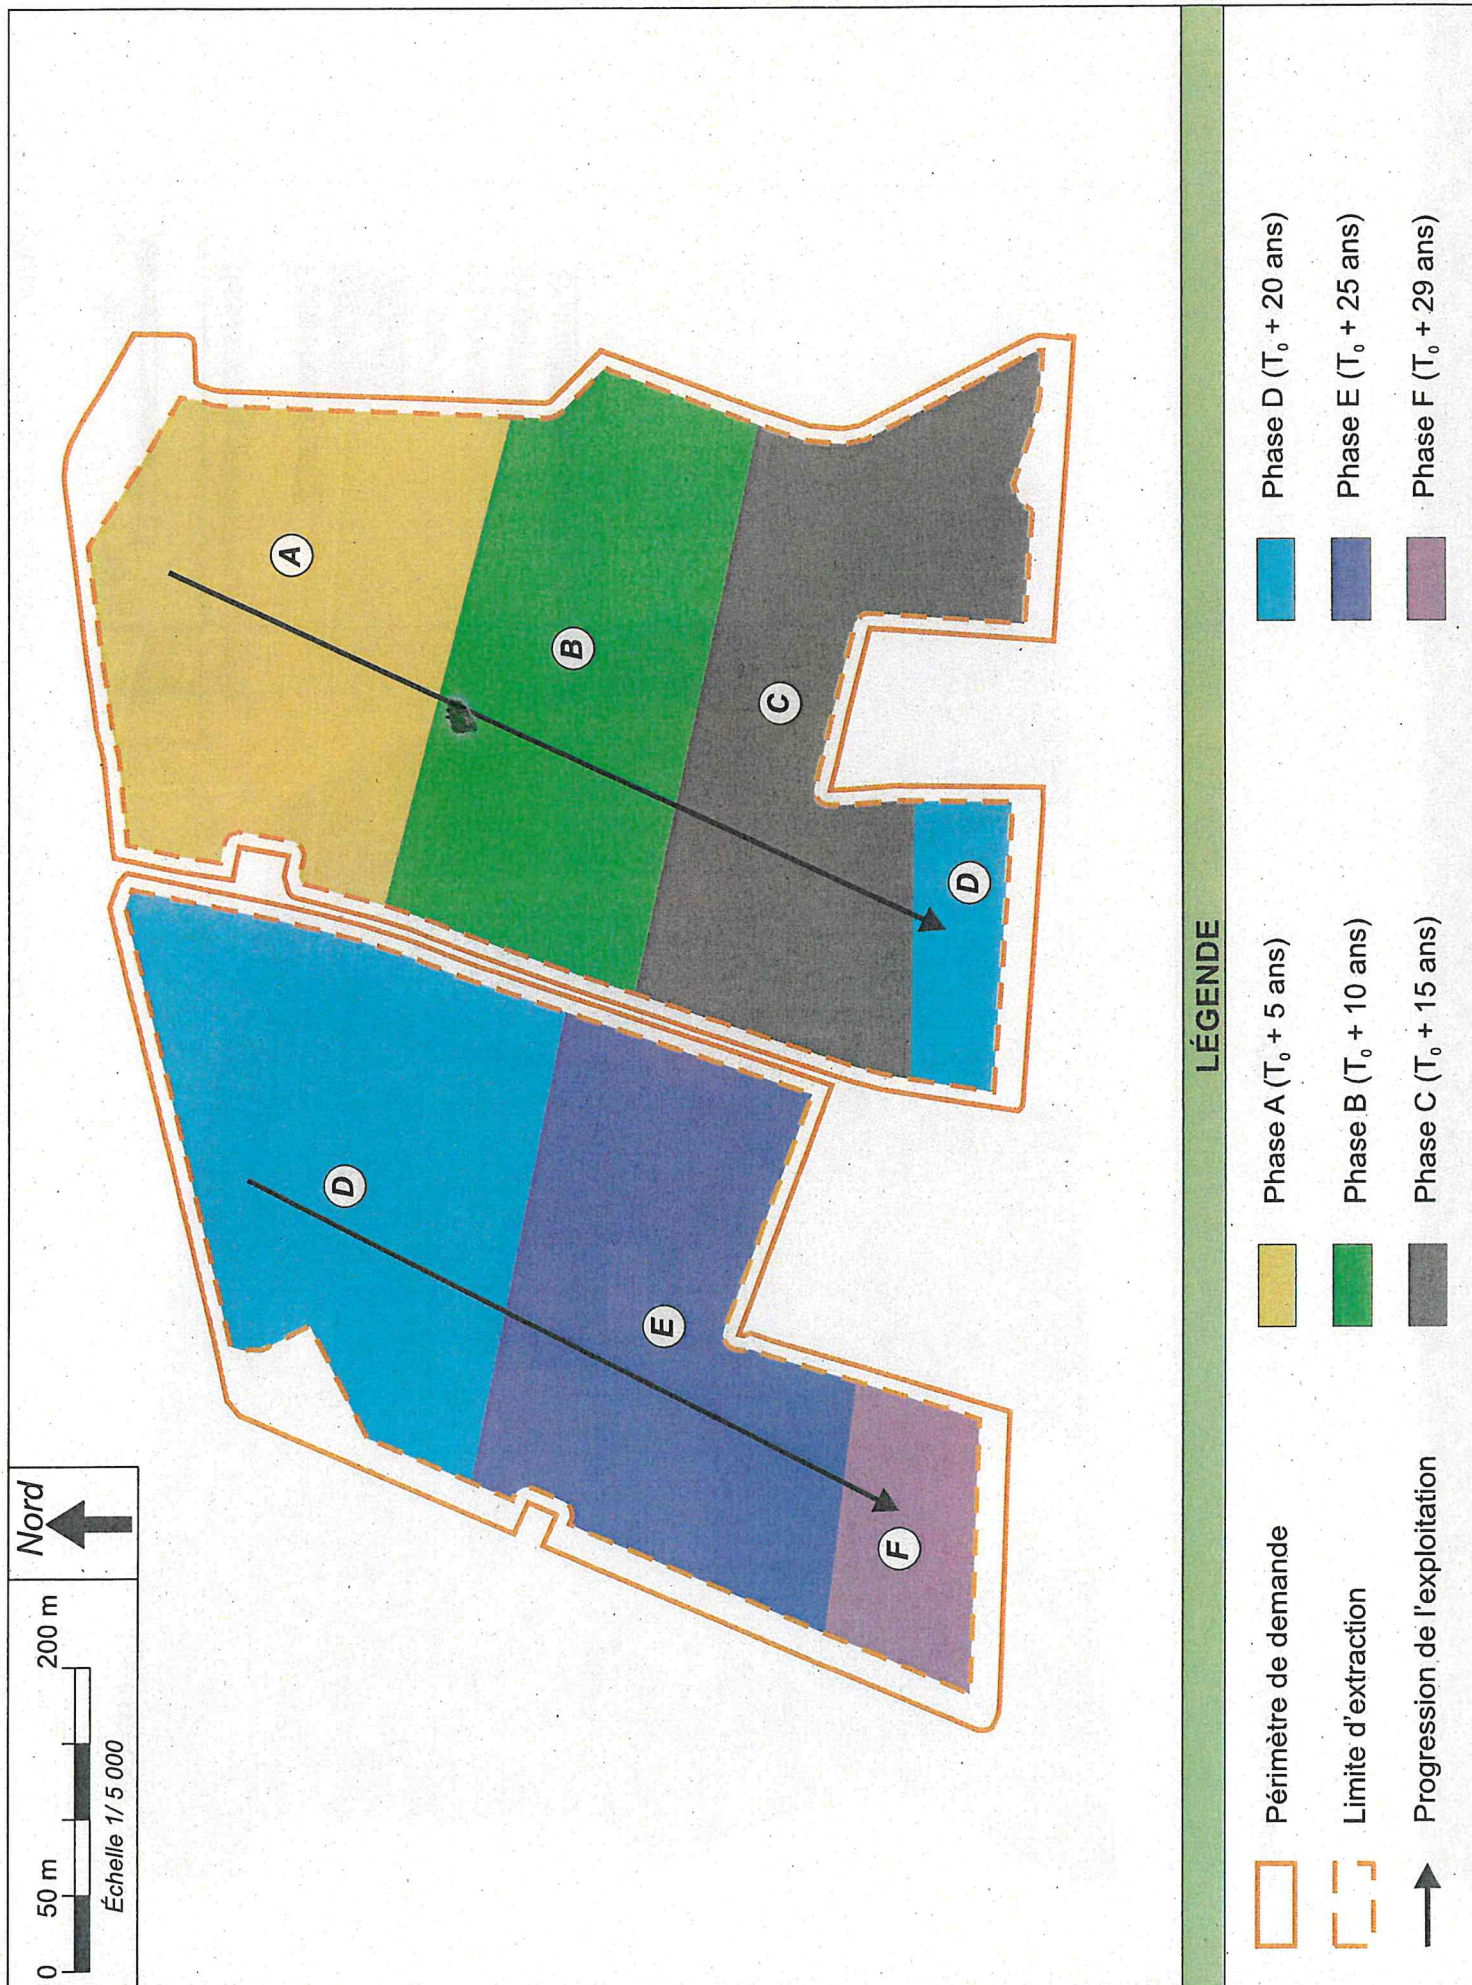 0 50 m 200 m
Échelle 1/ 5 000
Nord
A
B
C
D
D
E
F
LÉGENDE
Périmètre de demande
Limite d'extraction
Progression de l'exploitation
Phase A (T₀ + 5 ans)
Phase B (T₀ + 10 ans)
Phase C (T₀ + 15 ans)
Phase D (T₀ + 20 ans)
Phase E (T₀ + 25 ans)
Phase F (T₀ + 29 ans)